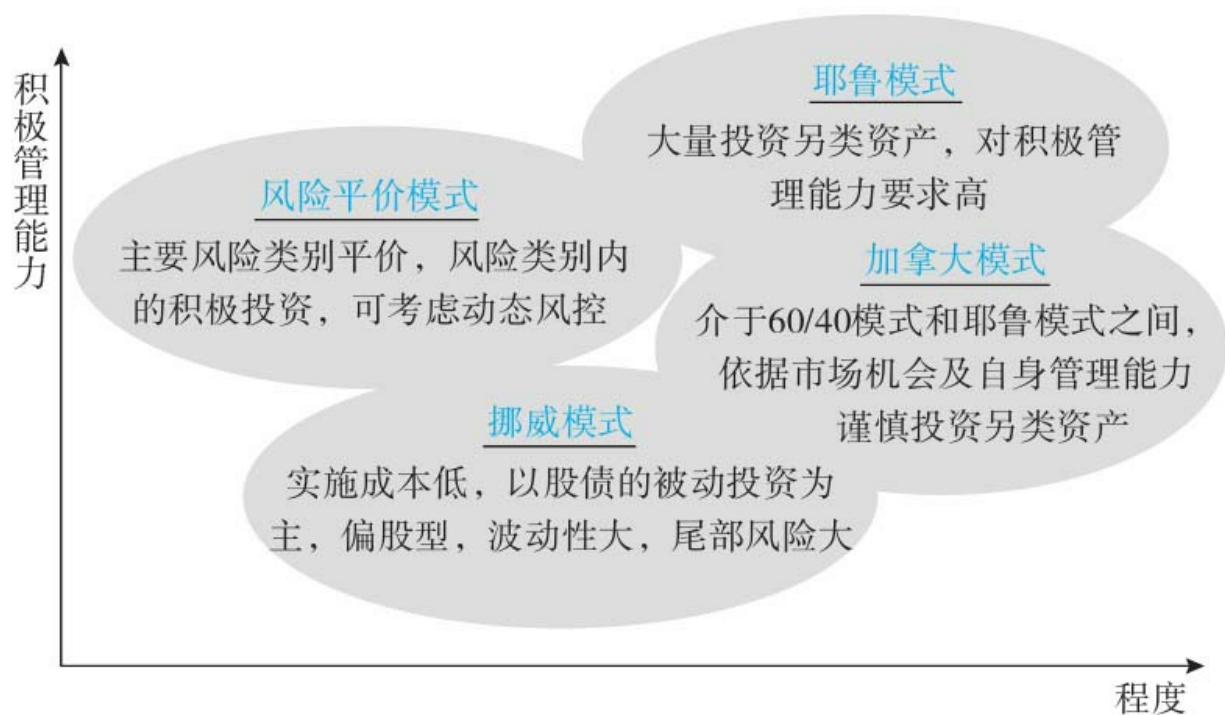 积极管理能力
耶鲁模式
大量投资另类资产，对积极管
理能力要求高
风险平价模式
主要风险类别平价，风险类别内
的积极投资，可考虑动态风控
加拿大模式
介于60/40模式和耶鲁模式之间，
依据市场机会及自身管理能力
谨慎投资另类资产
挪威模式
实施成本低，以股债的被动投资为
主，偏股型，波动性大，尾部风险大
程度